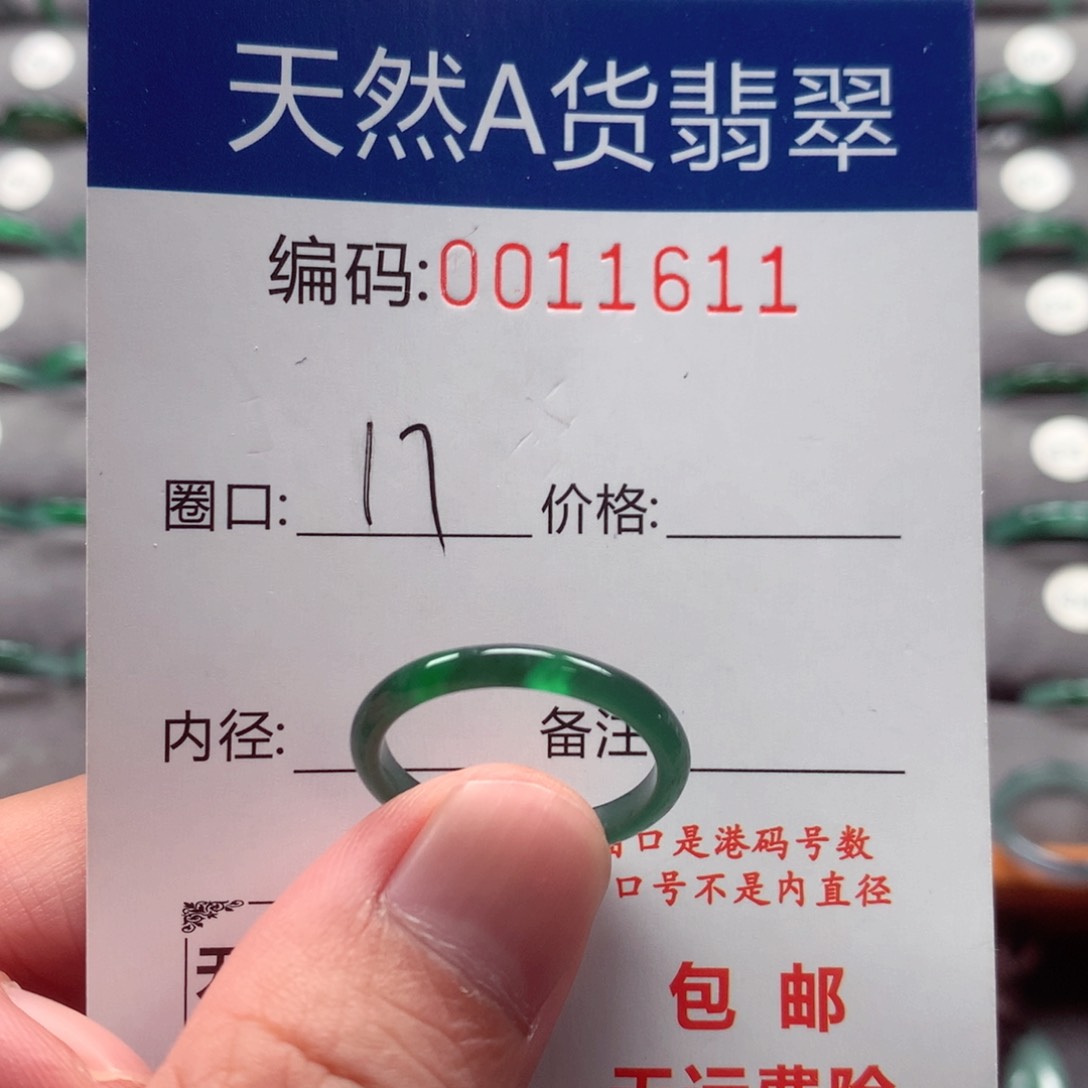 天然A货翡翠
编码:0011611
圈口: 17 价格:
内径: 备注
口是港码号数
口号不是内直径
包邮